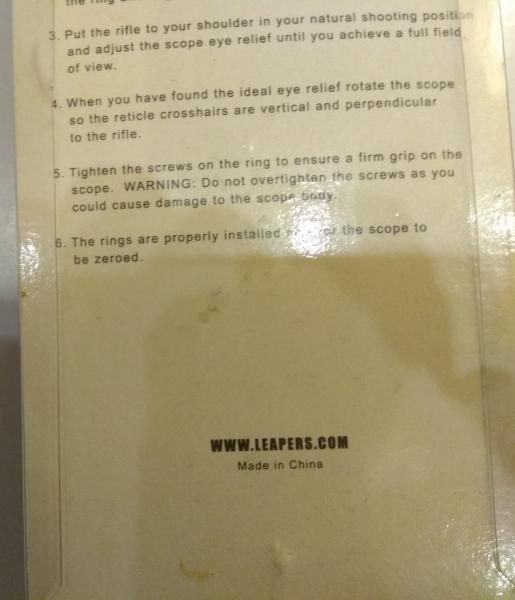 the ring
3. Put the rifle to your shoulder in your natural shooting position
and adjust the scope eye relief until you achieve a full field
of view.
4. When you have found the ideal eye relief rotate the scope
so the reticle crosshairs are vertical and perpendicular
to the rifle.
5. Tighten the screws on the ring to ensure a firm grip on the
scope. WARNING: Do not overtighten the screws as you
could cause damage to the scope body.
6. The rings are properly installed for the scope to
be zeroed.
WWW.LEAPERS.COM
Made in China